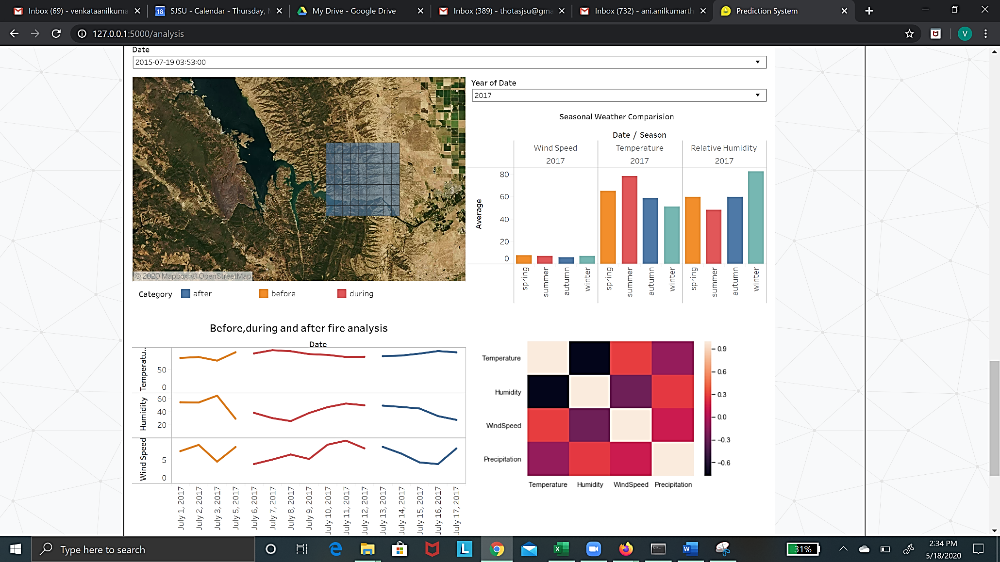 Inbox (69) - venkataanilkuma
SJSU - Calendar - Thursday,
My Drive - Google Drive
Inbox (389) - thotasjsu@gma
Inbox (732) - ani.anilkumarth
Prediction System
127.0.0.1:5000/analysis
V
Date
2015-07-19 03:53:00
© 2020 Mapbox © OpenStreetMap
Category after before during
Year of Date
2017
Seasonal Weather Comparision
Date / Season
Wind Speed Temperature Relative Humidity
2017 2017 2017
Average
80
60
40
20
0
spring summer autumn winter spring summer autumn winter spring summer autumn winter
Before,during and after fire analysis
Date
Temperatu..
50
0
Humidity
60
40
20
Wind Speed
5
0
July 1, 2017
July 2, 2017
July 3, 2017
July 5, 2017
July 6, 2017
July 7, 2017
July 8, 2017
July 9, 2017
July 10, 2017
July 11, 2017
July 12, 2017
July 13, 2017
July 14, 2017
July 15, 2017
July 16, 2017
July 17, 2017
Temperature
Humidity
WindSpeed
Precipitation
Temperature Humidity WindSpeed Precipitation
0.9
0.6
0.3
0.0
−0.3
−0.6
Type here to search
31%
2:34 PM
5/18/2020